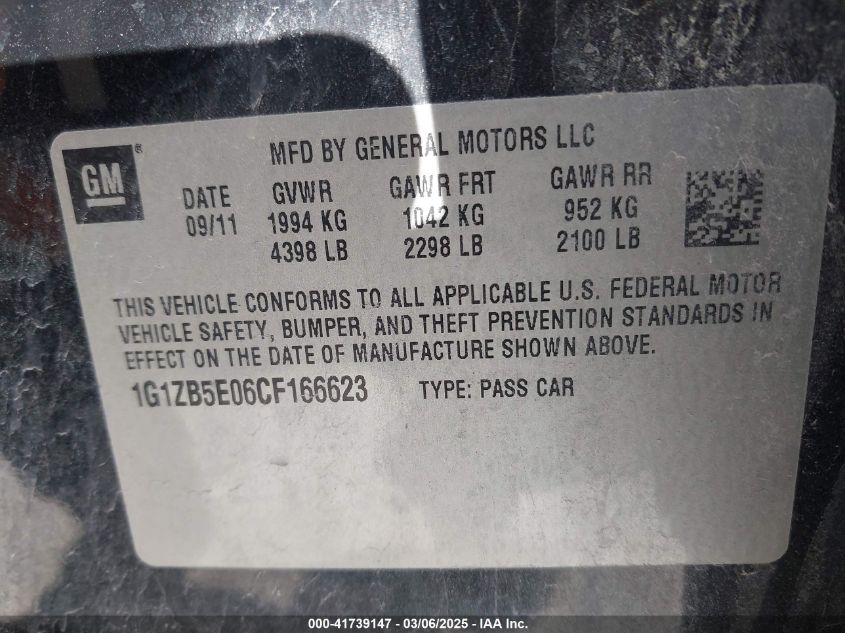 MFD BY GENERAL MOTORS LLC
GM®
DATE GVWR GAWR FRT GAWR RR
09/11 1994 KG 1042 KG 952 KG
4398 LB 2298 LB 2100 LB
THIS VEHICLE CONFORMS TO ALL APPLICABLE U.S. FEDERAL MOTOR
VEHICLE SAFETY, BUMPER, AND THEFT PREVENTION STANDARDS IN
EFFECT ON THE DATE OF MANUFACTURE SHOWN ABOVE.
1G1ZB5E06CF166623 TYPE: PASS CAR
000-41739147 - 03/06/2025 - IAA Inc.